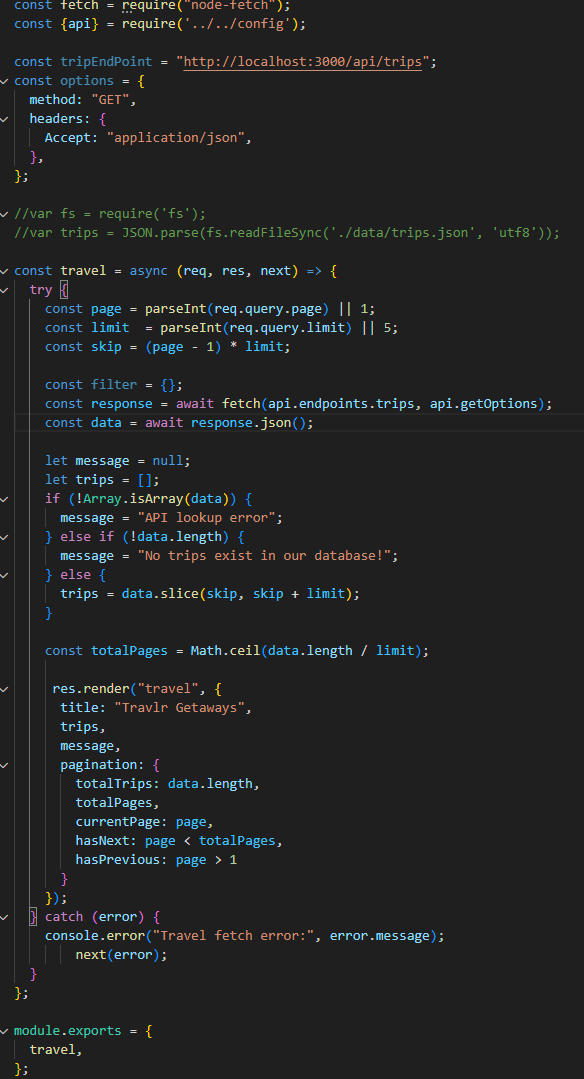 const fetch = require("node-fetch");
const {api} = require('../../config');

const tripEndPoint = "http://localhost:3000/api/trips";
const options = {
  method: "GET",
  headers: {
    Accept: "application/json",
  },
};

//var fs = require('fs');
//var trips = JSON.parse(fs.readFileSync('./data/trips.json', 'utf8'));

const travel = async (req, res, next) => {
  try {
    const page = parseInt(req.query.page) || 1;
    const limit  = parseInt(req.query.limit) || 5;
    const skip = (page - 1) * limit;

    const filter = {};
    const response = await fetch(api.endpoints.trips, api.getOptions);
    const data = await response.json();

    let message = null;
    let trips = [];
    if (!Array.isArray(data)) {
      message = "API lookup error";
    } else if (!data.length) {
      message = "No trips exist in our database!";
    } else {
      trips = data.slice(skip, skip + limit);
    }

    const totalPages = Math.ceil(data.length / limit);

     res.render("travel", {
      title: "Travlr Getaways",
      trips,
      message,
      pagination: {
        totalTrips: data.length,
        totalPages,
        currentPage: page,
        hasNext: page < totalPages,
        hasPrevious: page > 1
      }
    });
  } catch (error) {
    console.error("Travel fetch error:", error.message);
        next(error);
  }
};

module.exports = {
  travel,
};